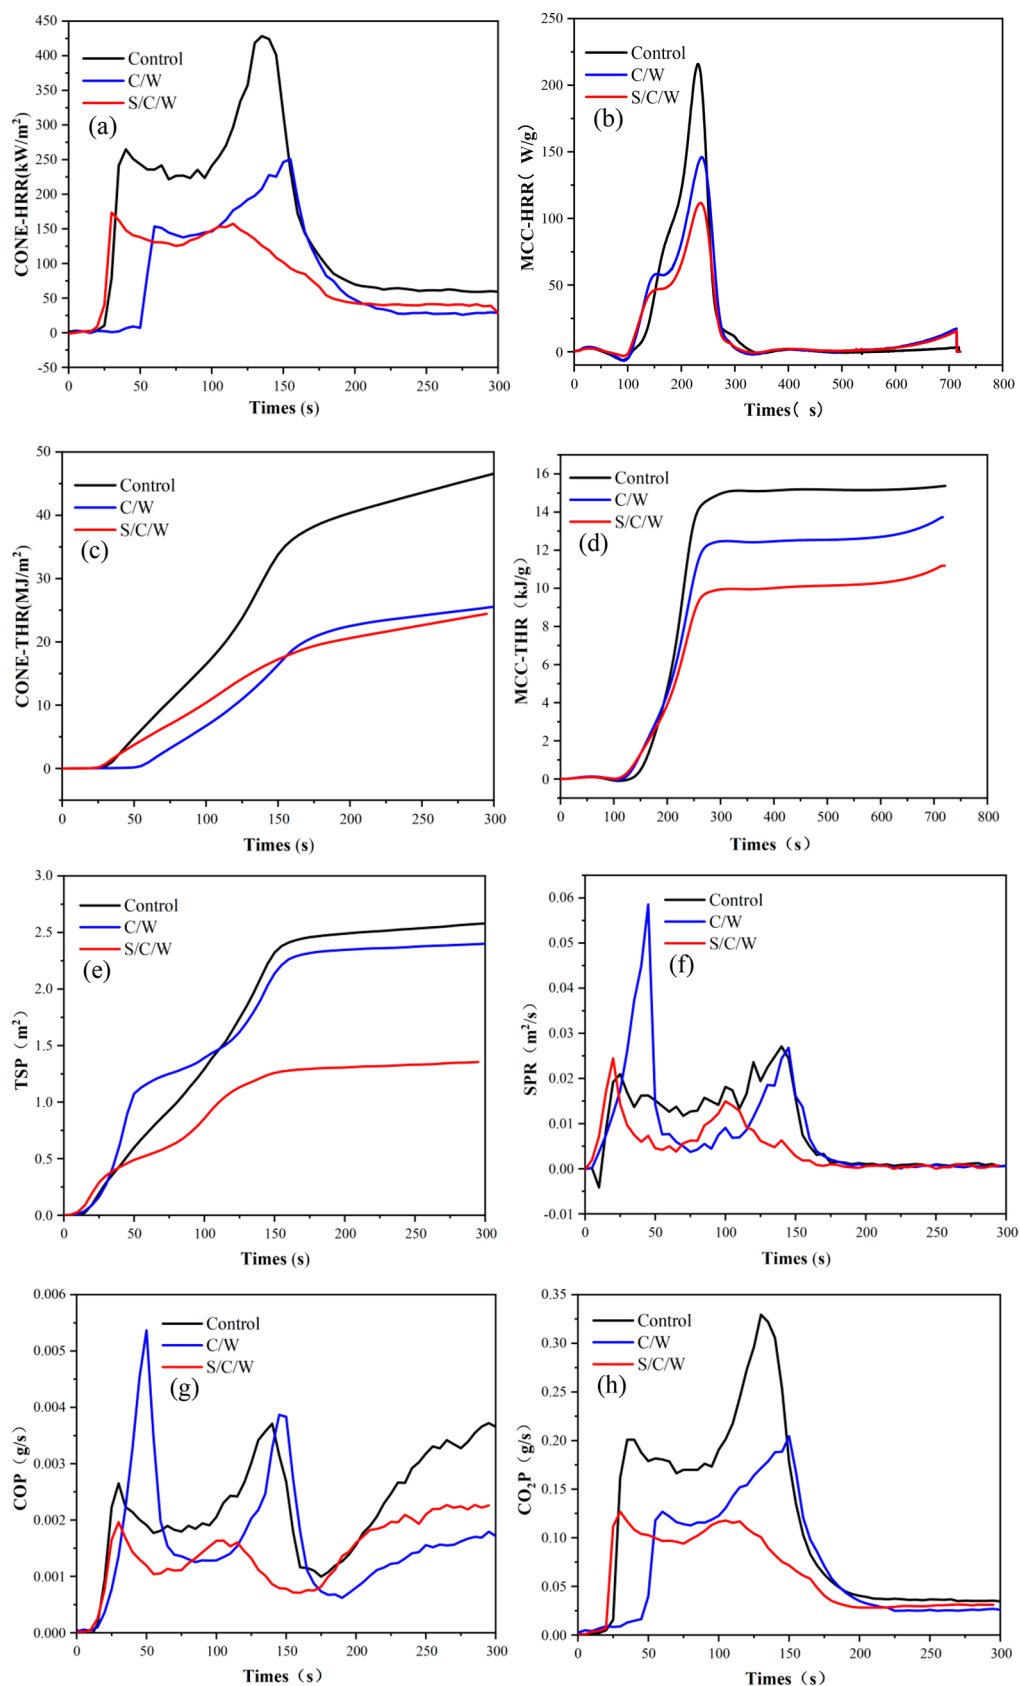 450
400
350
300
250
200
150
100
50
0
-50
CONE-HRR(kW/m²)
Control
C/W
S/C/W
(a)
0 50 100 150 200 250 300
Times (s)
250
200
150
100
50
0
MCC-HRR( W/g)
Control
C/W
S/C/W
(b)
0 100 200 300 400 500 600 700 800
Times( s)
50
40
30
20
10
0
CONE-THR(MJ/m²)
Control
C/W
S/C/W
(c)
0 50 100 150 200 250 300
Times (s)
16
14
12
10
8
6
4
2
0
MCC-THR (kJ/g)
Control
C/W
S/C/W
(d)
0 100 200 300 400 500 600 700 800
Times (s)
3.0
2.5
2.0
1.5
1.0
0.5
0.0
TSP (m²)
Control
C/W
S/C/W
(e)
0 50 100 150 200 250 300
Times (s)
0.06
0.05
0.04
0.03
0.02
0.01
0.00
-0.01
SPR (m²/s)
Control
C/W
S/C/W
(f)
0 50 100 150 200 250 300
Times (s)
0.006
0.005
0.004
0.003
0.002
0.001
0.000
COP (g/s)
Control
C/W
S/C/W
(g)
0 50 100 150 200 250 300
Times (s)
0.35
0.30
0.25
0.20
0.15
0.10
0.05
0.00
CO₂P (g/s)
Control
C/W
S/C/W
(h)
0 50 100 150 200 250 300
Times (s)